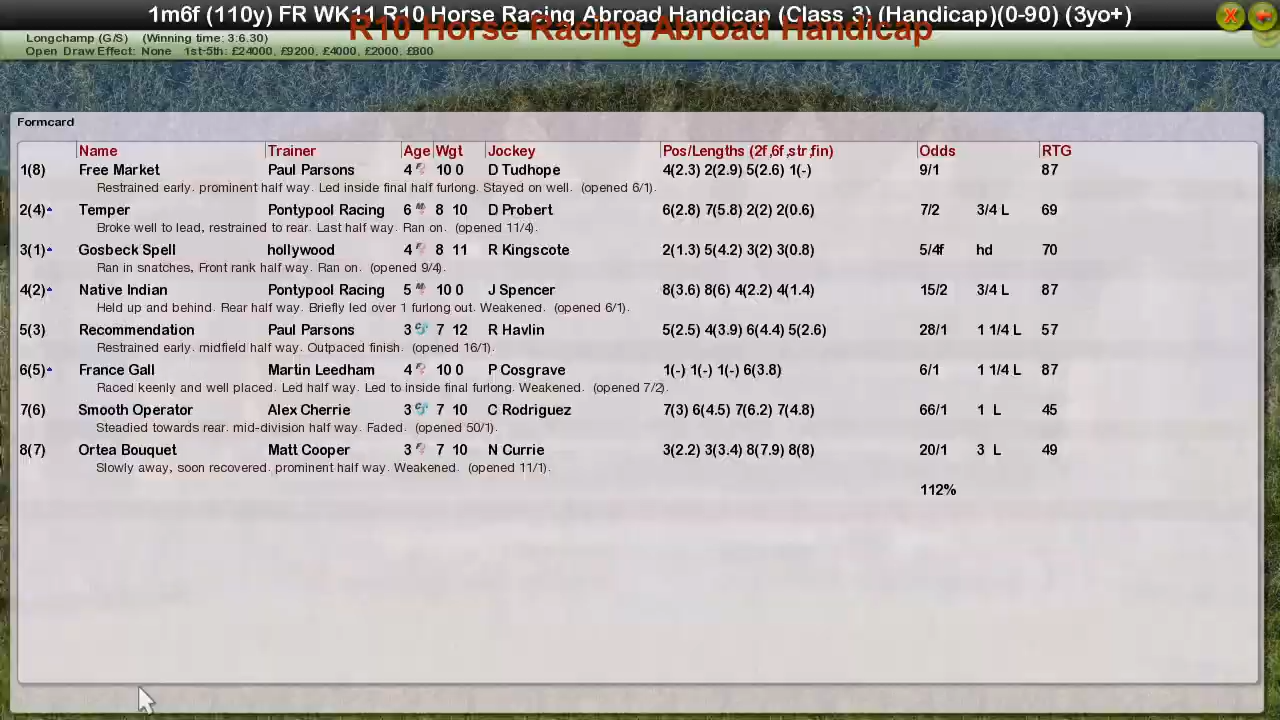 1m6f (110y) FR WK11 R10 Horse Racing Abroad Handicap (Class 3) (Handicap)(0-90) (3yo+)
R10 Horse Racing Abroad Handicap
Longchamp (G/S) (Winning time: 3:6.30)
Open Draw Effect: None 1st-5th: £24000, £9200, £4000, £2000, £800
Formcard
Name Trainer Age Wgt Jockey Pos/Lengths (2f,6f,str,fin) Odds RTG
1(8) Free Market Paul Parsons 4 10 0 D Tudhope 4(2.3) 2(2.9) 5(2.6) 1(-) 9/1 87
Restrained early. prominent half way. Led inside final half furlong. Stayed on well. (opened 6/1).
2(4) Temper Pontypool Racing 6 8 10 D Probert 6(2.8) 7(5.8) 2(2) 2(0.6) 7/2 3/4 L 69
Broke well to lead, restrained to rear. Last half way. Ran on. (opened 11/4).
3(1) Gosbeck Spell hollywood 4 8 11 R Kingscote 2(1.3) 5(4.2) 3(2) 3(0.8) 5/4f hd 70
Ran in snatches, Front rank half way. Ran on. (opened 9/4).
4(2) Native Indian Pontypool Racing 5 10 0 J Spencer 8(3.6) 8(6) 4(2.2) 4(1.4) 15/2 3/4 L 87
Held up and behind. Rear half way. Briefly led over 1 furlong out. Weakened. (opened 6/1).
5(3) Recommendation Paul Parsons 3 7 12 R Havlin 5(2.5) 4(3.9) 6(4.4) 5(2.6) 28/1 1 1/4 L 57
Restrained early. midfield half way. Outpaced finish. (opened 16/1).
6(5) France Gall Martin Leedham 4 10 0 P Cosgrave 1(-) 1(-) 1(-) 6(3.8) 6/1 1 1/4 L 87
Raced keenly and well placed. Led half way. Led to inside final furlong. Weakened. (opened 7/2).
7(6) Smooth Operator Alex Cherrie 3 7 10 C Rodriguez 7(3) 6(4.5) 7(6.2) 7(4.8) 66/1 1 L 45
Steadied towards rear. mid-division half way. Faded. (opened 50/1).
8(7) Ortea Bouquet Matt Cooper 3 7 10 N Currie 3(2.2) 3(3.4) 8(7.9) 8(8) 20/1 3 L 49
Slowly away, soon recovered. prominent half way. Weakened. (opened 11/1).
112%